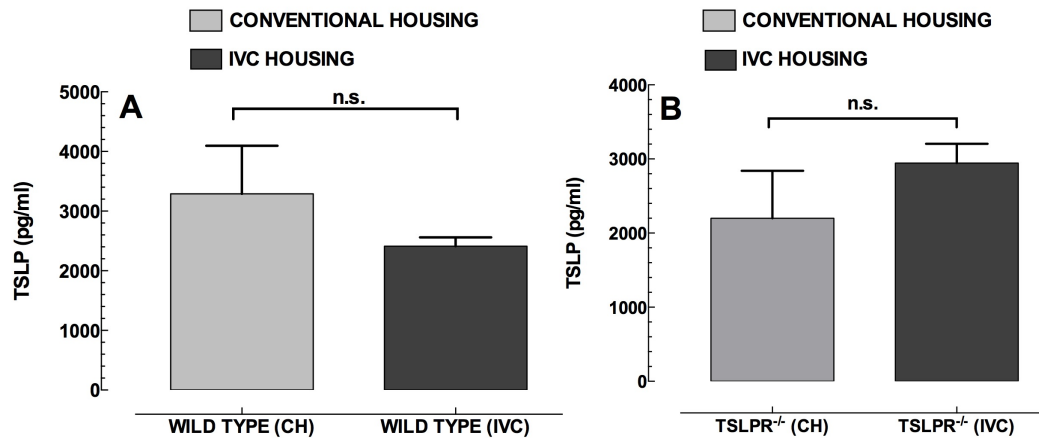 CONVENTIONAL HOUSING
IVC HOUSING
A
n.s.
TSLP (pg/ml)
5000
4000
3000
2000
1000
0
WILD TYPE (CH) WILD TYPE (IVC)
CONVENTIONAL HOUSING
IVC HOUSING
B
n.s.
TSLP (pg/ml)
4000
3000
2000
1000
0
TSLPR-/- (CH) TSLPR-/- (IVC)